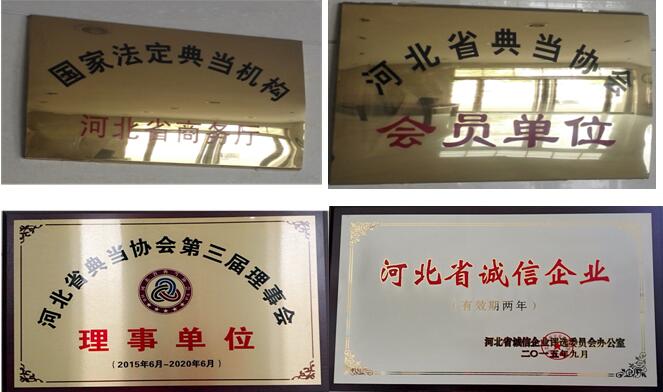 国家法定典当机构
河北省商务厅
河北省典当协会
会员单位
河北省典当协会第三届理事会
理事单位
(2015年6月-2020年6月)
河北省诚信企业
(有效期两年)
河北省诚信企业评选委员会办公室
二〇一五年九月